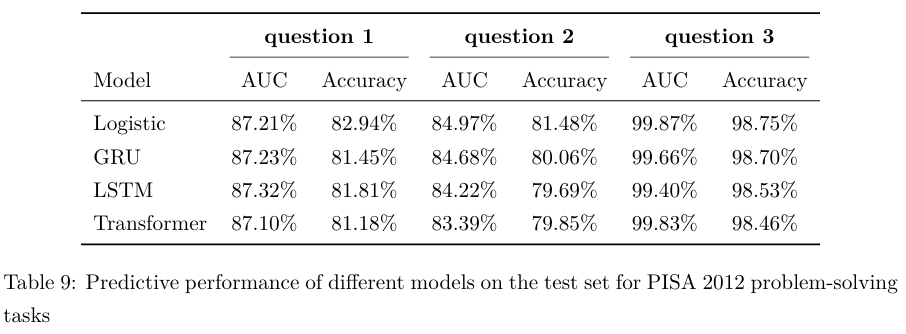 question 1 question 2 question 3
Model AUC Accuracy AUC Accuracy AUC Accuracy
Logistic 87.21% 82.94% 84.97% 81.48% 99.87% 98.75%
GRU 87.23% 81.45% 84.68% 80.06% 99.66% 98.70%
LSTM 87.32% 81.81% 84.22% 79.69% 99.40% 98.53%
Transformer 87.10% 81.18% 83.39% 79.85% 99.83% 98.46%
Table 9: Predictive performance of different models on the test set for PISA 2012 problem-solving
tasks